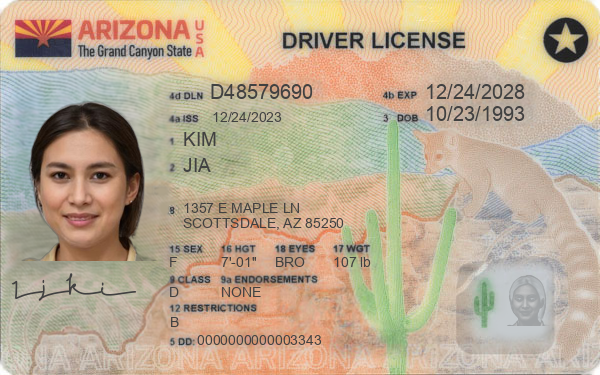 ARIZONA USA
The Grand Canyon State
DRIVER LICENSE
4d DLN D48579690 4b EXP 12/24/2028
4a ISS 12/24/2023 3 DOB 10/23/1993
1 KIM
2 JIA
8 1357 E MAPLE LN
SCOTTSDALE, AZ 85250
15 SEX 16 HGT 18 EYES 17 WGT
F 7'-01" BRO 107 lb
9 CLASS 9a ENDORSEMENTS
D NONE
12 RESTRICTIONS
B
5 DD: 0000000000003343
ARIZONA ARIZONA ARIZONA ARIZONA